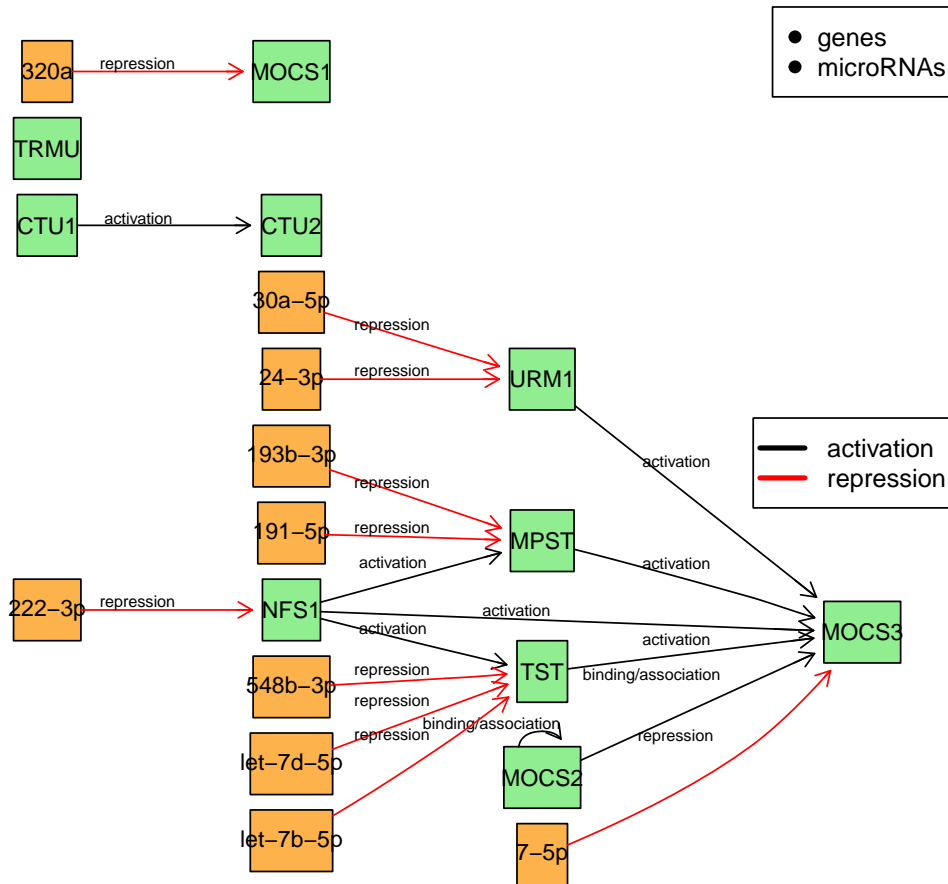 genes
microRNAs
320a
repression
MOCS1
TRMU
CTU1
activation
CTU2
30a−5p
repression
24−3p
repression
URM1
193b−3p
repression
activation
activation
repression
191−5p
repression
MPST
activation
activation
222−3p
repression
NFS1
activation
activation
activation
MOCS3
548b−3p
repression
TST
binding/association
repression
binding/association
repression
repression
let−7d−5p
MOCS2
let−7b−5p
7−5p